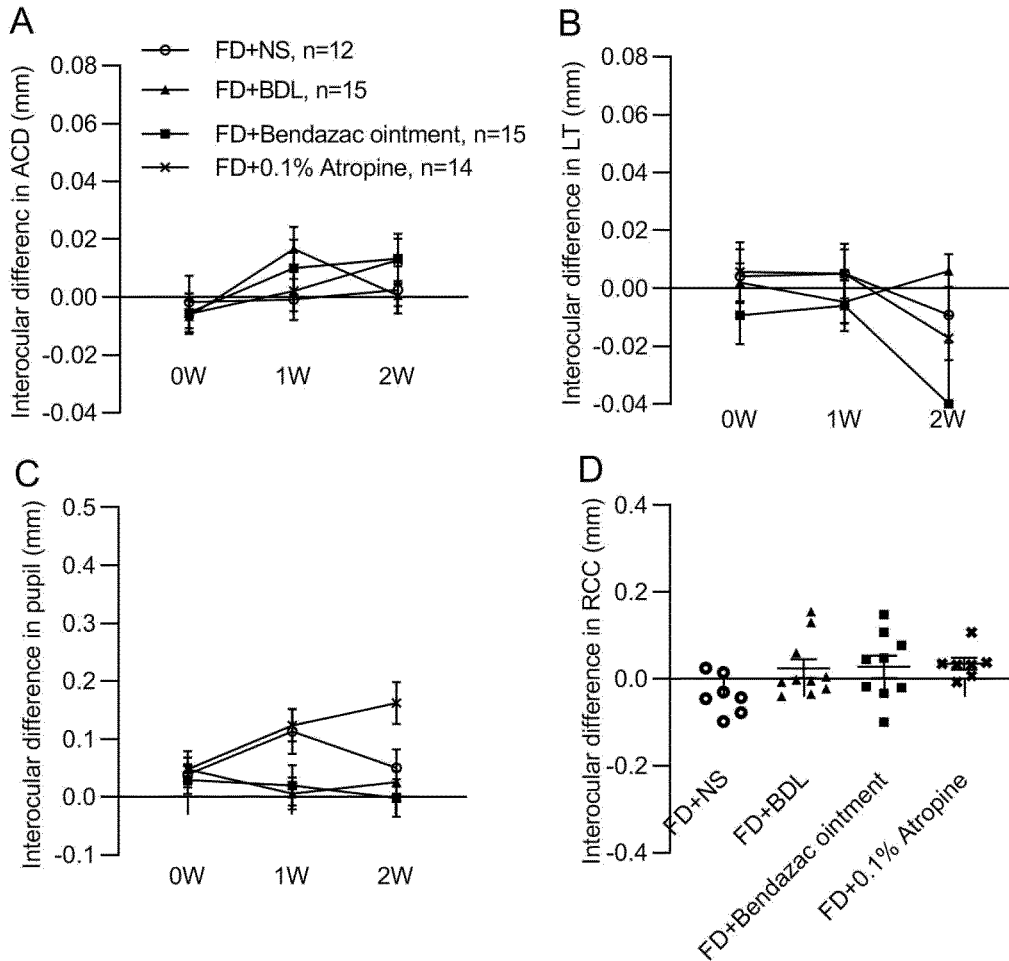 A
FD+NS, n=12
FD+BDL, n=15
FD+Bendazac ointment, n=15
FD+0.1% Atropine, n=14
Interocular differenc in ACD (mm)
0.08
0.06
0.04
0.02
0.00
-0.02
-0.04
0W 1W 2W
B
Interocular difference in LT (mm)
0.08
0.06
0.04
0.02
0.00
-0.02
-0.04
0W 1W 2W
C
Interocular difference in pupil (mm)
0.5
0.4
0.3
0.2
0.1
0.0
-0.1
0W 1W 2W
D
Interocular difference in RCC (mm)
0.4
0.2
0.0
-0.2
-0.4
FD+NS
FD+BDL
FD+Bendazac ointment
FD+0.1% Atropine